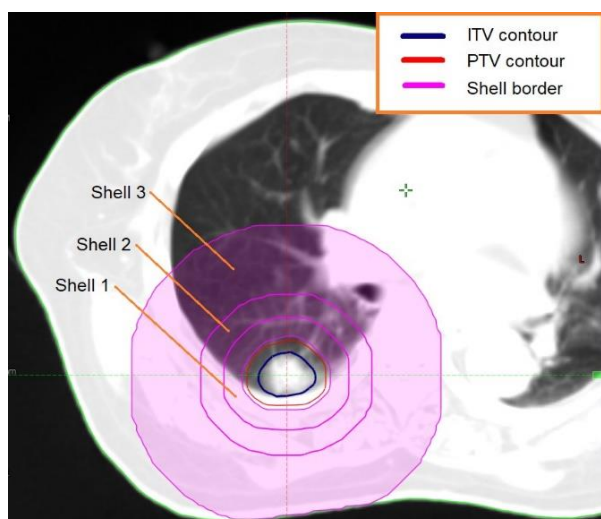 ITV contour
PTV contour
Shell border
Shell 3
Shell 2
Shell 1
L